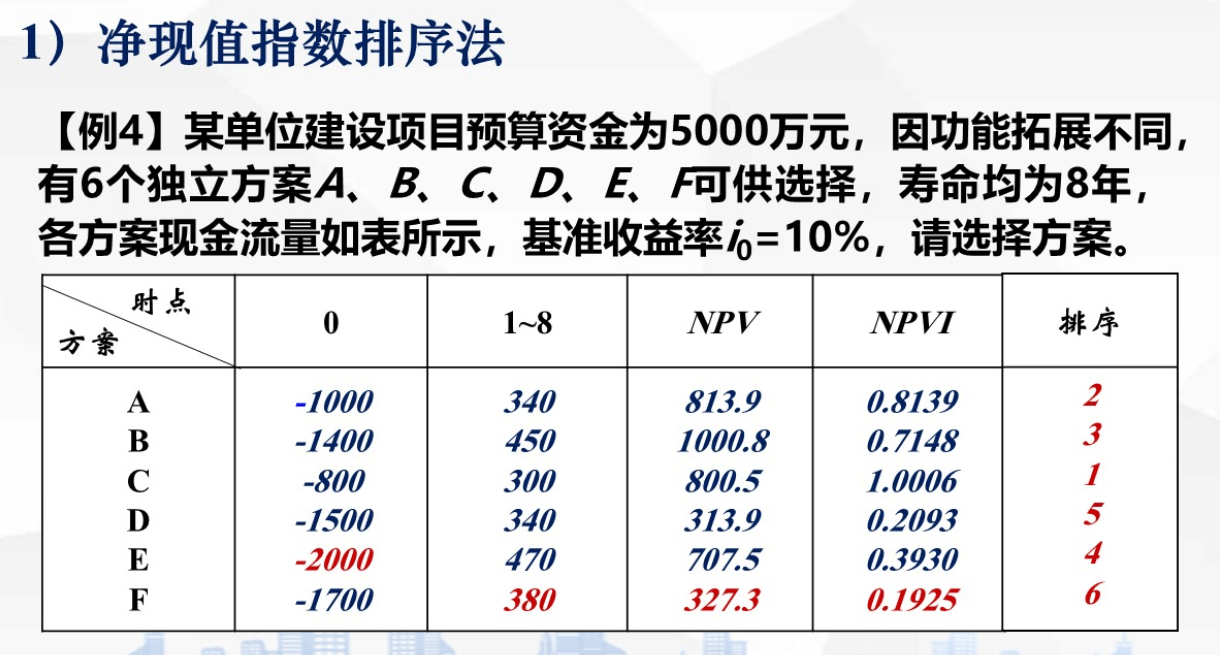 1）净现值指数排序法
【例4】某单位建设项目预算资金为5000万元，因功能拓展不同，
有6个独立方案A、B、C、D、E、F可供选择，寿命均为8年，
各方案现金流量如表所示，基准收益率i₀=10%，请选择方案。
时点 方案 0 1~8 NPV NPVI 排序
A -1000 340 813.9 0.8139 2
B -1400 450 1000.8 0.7148 3
C -800 300 800.5 1.0006 1
D -1500 340 313.9 0.2093 5
E -2000 470 707.5 0.3930 4
F -1700 380 327.3 0.1925 6